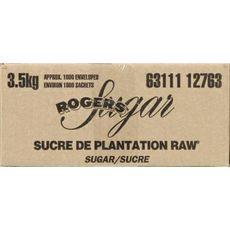 3.5kg
APPROX. 1000 ENVELOPES
ENVIRON 1000 SACHETS
63111 12763
ROGERS
Sugar
SUCRE DE PLANTATION RAW®
SUGAR/SUCRE